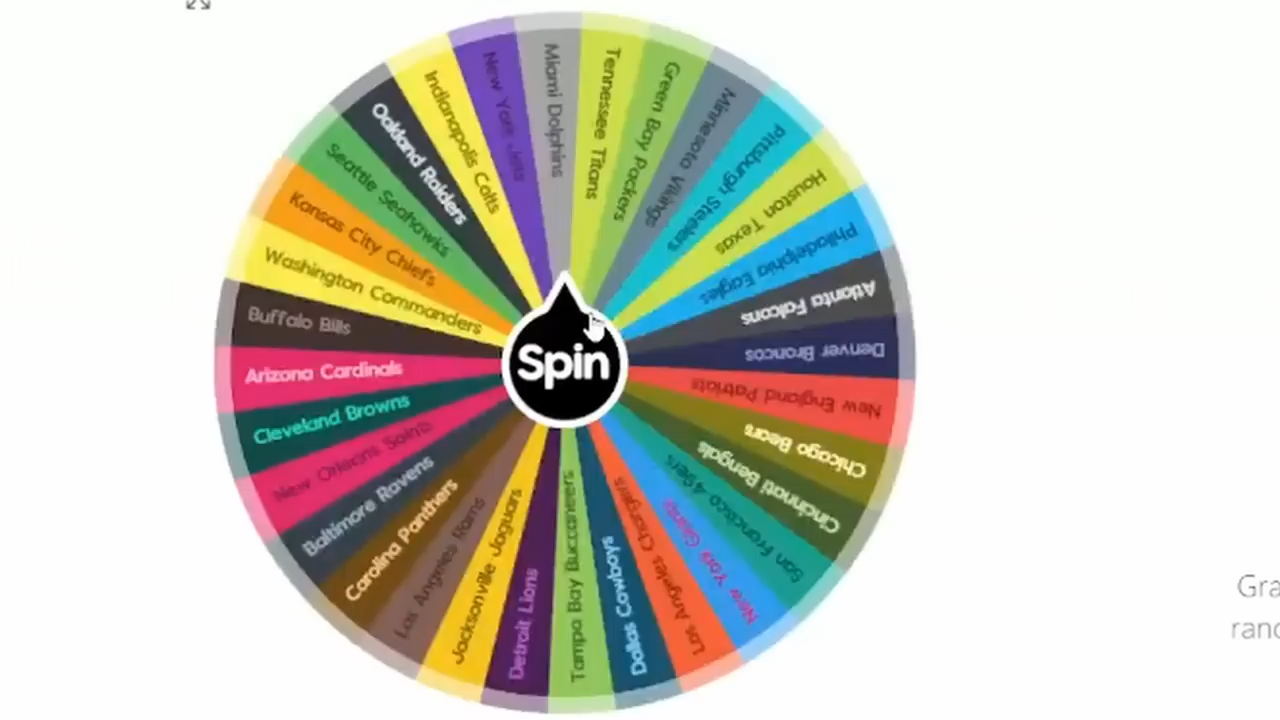 Miami Dolphins
Tennessee Titans
Green Bay Packers
Minnesota Vikings
Pittsburgh Steelers
Houston Texas
Philadelphia Eagles
Atlanta Falcons
Denver Broncos
New England Patriots
Chicago Bears
Cincinnati Bengals
San Francisco 49ers
New York Giants
Los Angeles Chargers
Dallas Cowboys
Tampa Bay Buccaneers
Detroit Lions
Jacksonville Jaguars
Los Angeles Rams
Carolina Panthers
Baltimore Ravens
New Orleans Saints
Cleveland Browns
Arizona Cardinals
Buffalo Bills
Washington Commanders
Kansas City Chiefs
Seattle Seahawks
Oakland Raiders
Indianapolis Colts
New York Jets
Spin
Gra
ranc